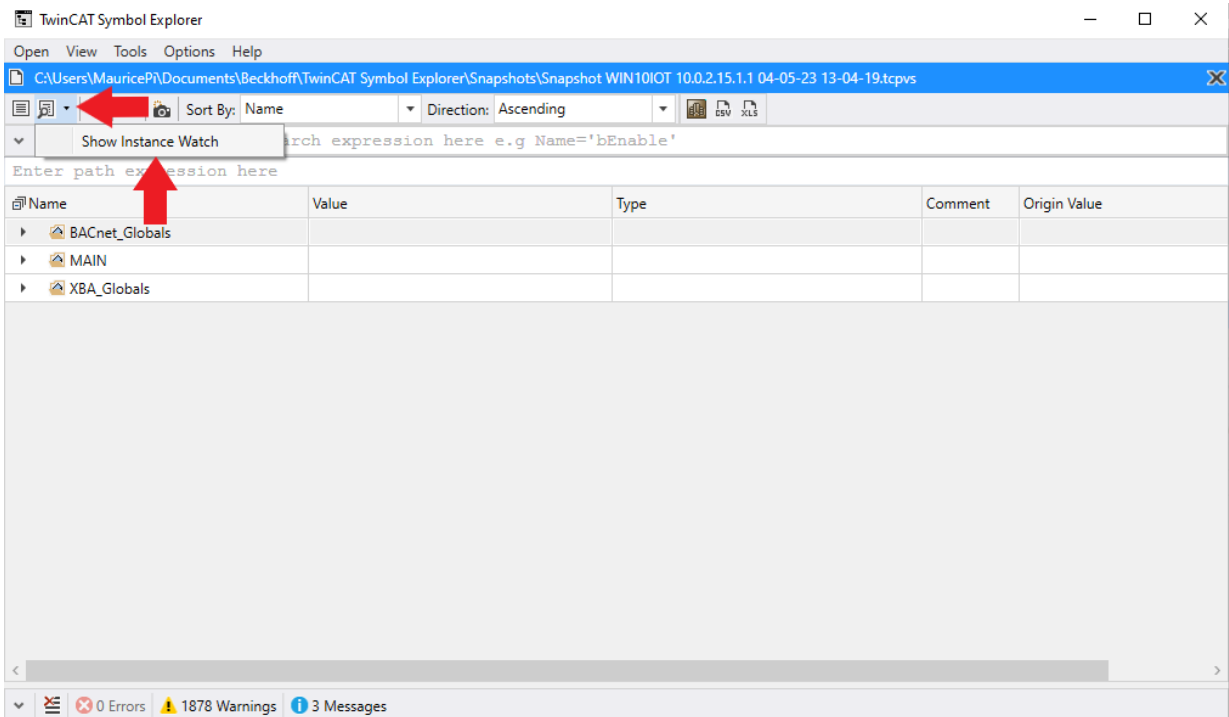 TwinCAT Symbol Explorer
Open View Tools Options Help
C:\Users\MauricePi\Documents\Beckhoff\TwinCAT Symbol Explorer\Snapshots\Snapshot WIN10IOT 10.0.2.15.1.1 04-05-23 13-04-19.tcpvs
Sort By: Name Direction: Ascending CSV XLS
Show Instance Watch expression here e.g Name='bEnable'
Enter path here
Name Value Type Comment Origin Value
BACnet_Globals
MAIN
XBA_Globals
0 Errors 1878 Warnings 3 Messages